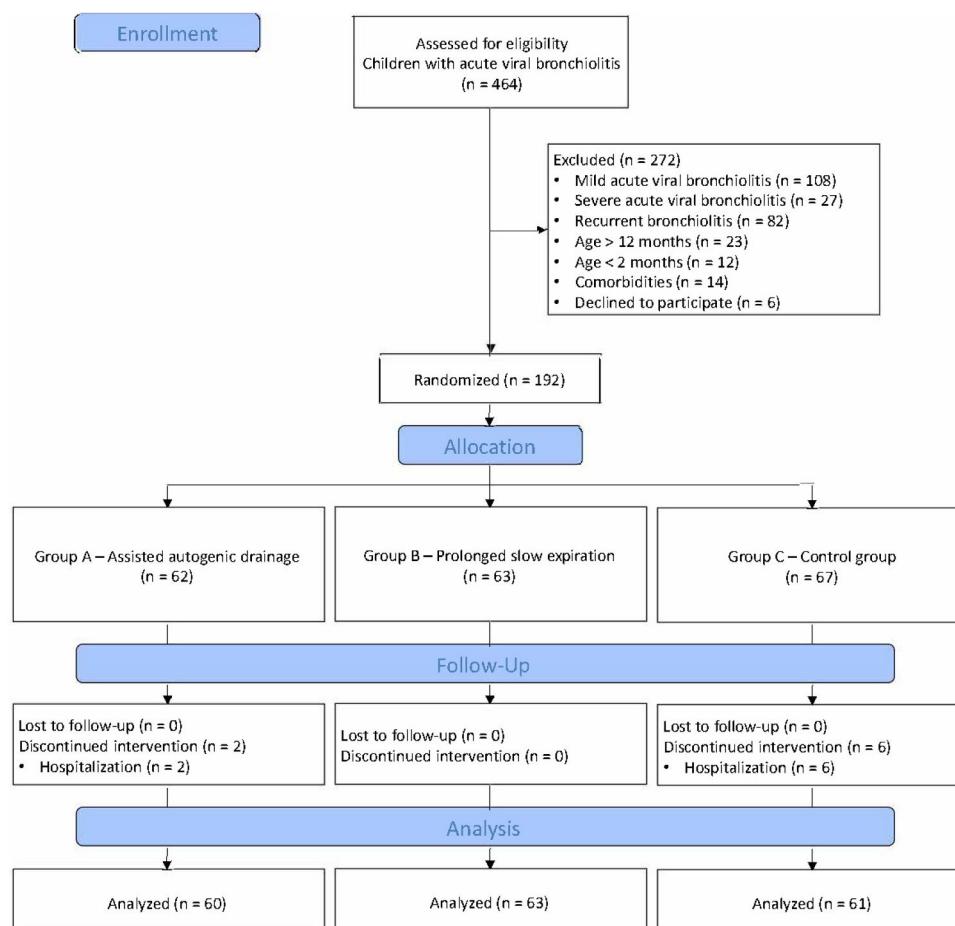 Enrollment
Assessed for eligibility
Children with acute viral bronchiolitis
(n = 464)
Excluded (n = 272)
• Mild acute viral bronchiolitis (n = 108)
• Severe acute viral bronchiolitis (n = 27)
• Recurrent bronchiolitis (n = 82)
• Age > 12 months (n = 23)
• Age < 2 months (n = 12)
• Comorbidities (n = 14)
• Declined to participate (n = 6)
Randomized (n = 192)
Allocation
Group A – Assisted autogenic drainage
(n = 62)
Group B – Prolonged slow expiration
(n = 63)
Group C – Control group
(n = 67)
Follow-Up
Lost to follow-up (n = 0)
Discontinued intervention (n = 2)
• Hospitalization (n = 2)
Lost to follow-up (n = 0)
Discontinued intervention (n = 0)
Lost to follow-up (n = 0)
Discontinued intervention (n = 6)
• Hospitalization (n = 6)
Analysis
Analyzed (n = 60)
Analyzed (n = 63)
Analyzed (n = 61)